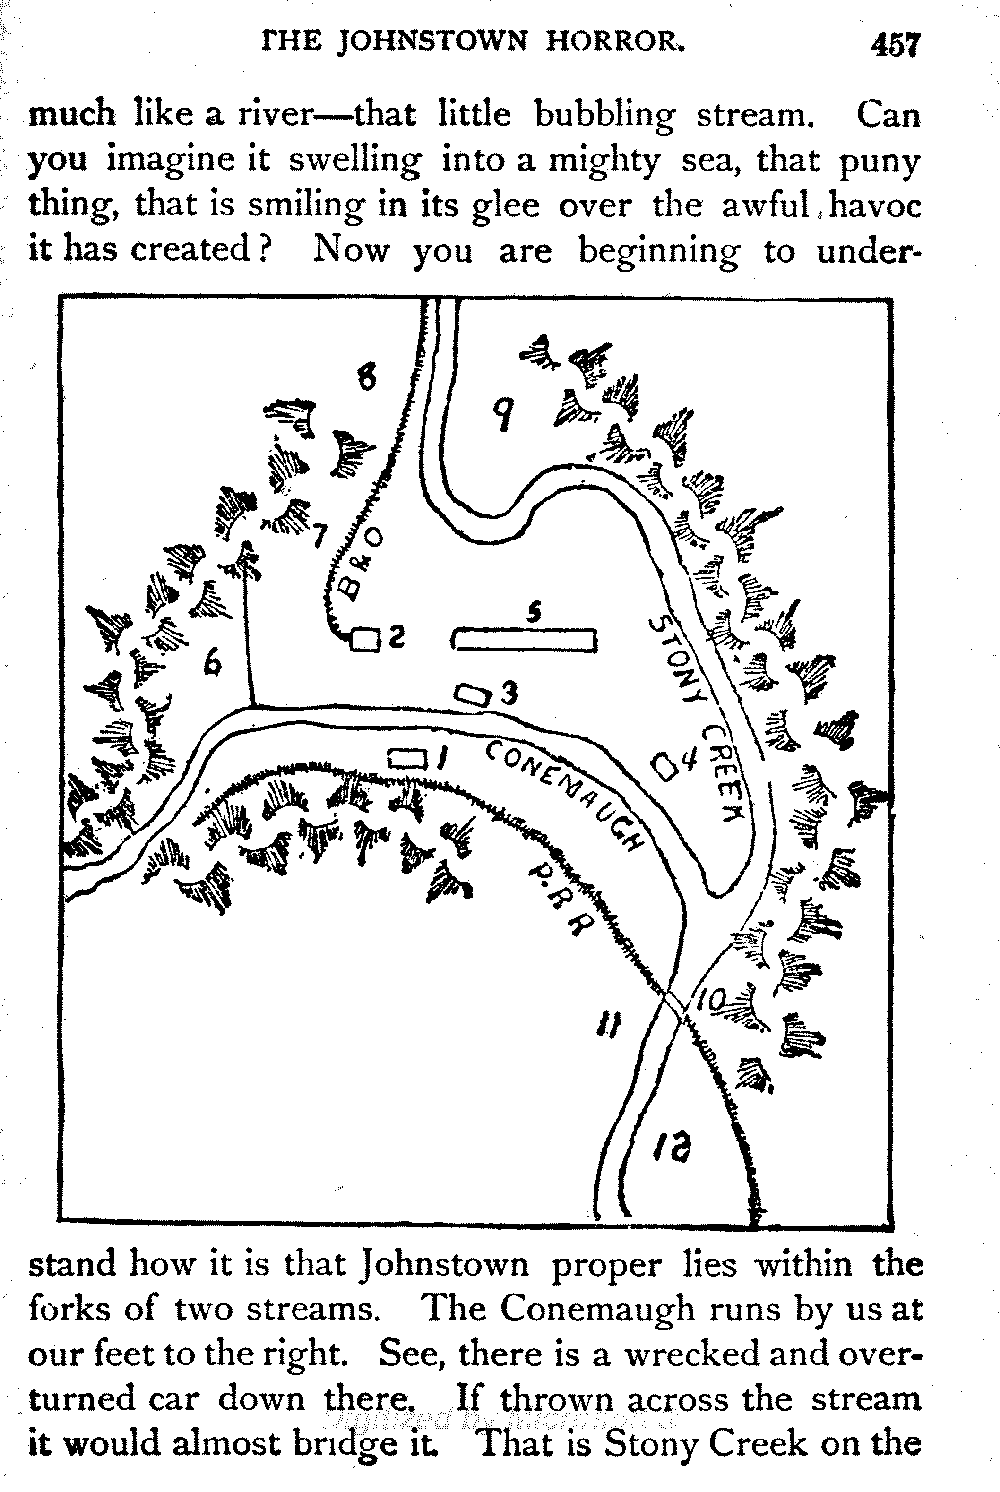 THE JOHNSTOWN HORROR. 457
much like a river—that little bubbling stream. Can
you imagine it swelling into a mighty sea, that puny
thing, that is smiling in its glee over the awful havoc
it has created? Now you are beginning to under-
8
9
7
B & O
5
2
STONY CREEK
6
3
1
CONEMAUGH
4
P. R R
10
11
12
stand how it is that Johnstown proper lies within the
forks of two streams. The Conemaugh runs by us at
our feet to the right. See, there is a wrecked and over-
turned car down there. If thrown across the stream
it would almost bridge it. That is Stony Creek on the